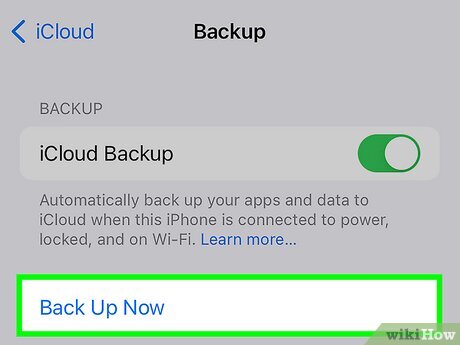 iCloud
Backup
BACKUP
iCloud Backup
Automatically back up your apps and data to
iCloud when this iPhone is connected to power,
locked, and on Wi-Fi. Learn more...
Back Up Now
wikiHow